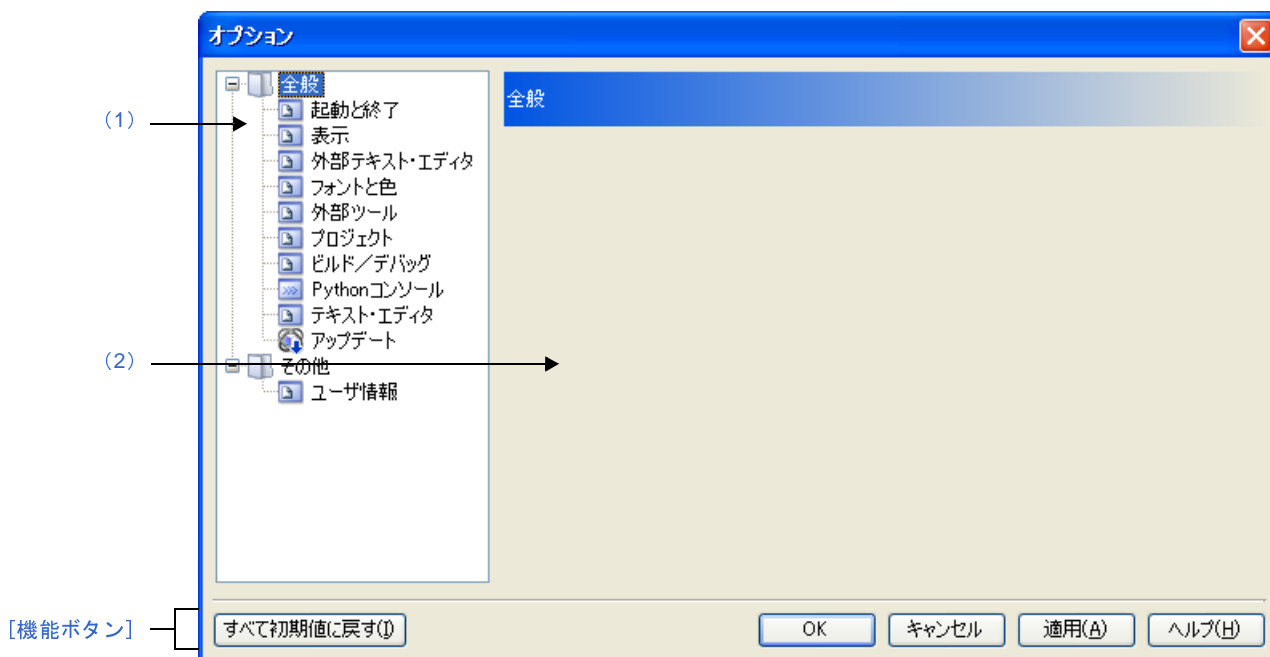 オプション
全般
起動と終了
表示
外部テキスト・エディタ
フォントと色
外部ツール
プロジェクト
ビルド/デバッグ
Pythonコンソール
テキスト・エディタ
アップデート
その他
ユーザ情報
全般
(1)
(2)
[機能ボタン]
すべて初期値に戻す(I)
OK
キャンセル
適用(A)
ヘルプ(H)